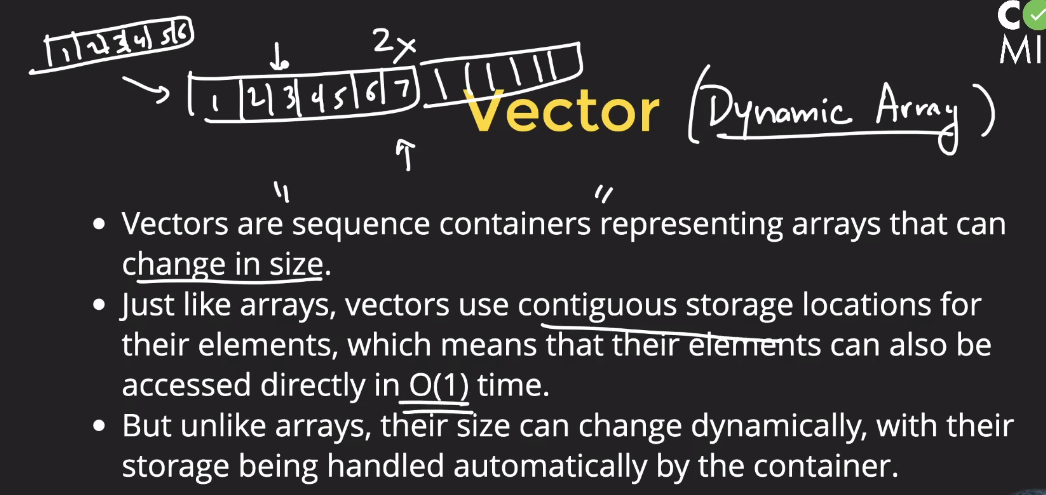 1 2 3 4 5 6
2x
1 2 3 4 5 6 7
C
MI
Vector (Dynamic Array)
" "
• Vectors are sequence containers representing arrays that can
change in size.
• Just like arrays, vectors use contiguous storage locations for
their elements, which means that their elements can also be
accessed directly in O(1) time.
• But unlike arrays, their size can change dynamically, with their
storage being handled automatically by the container.